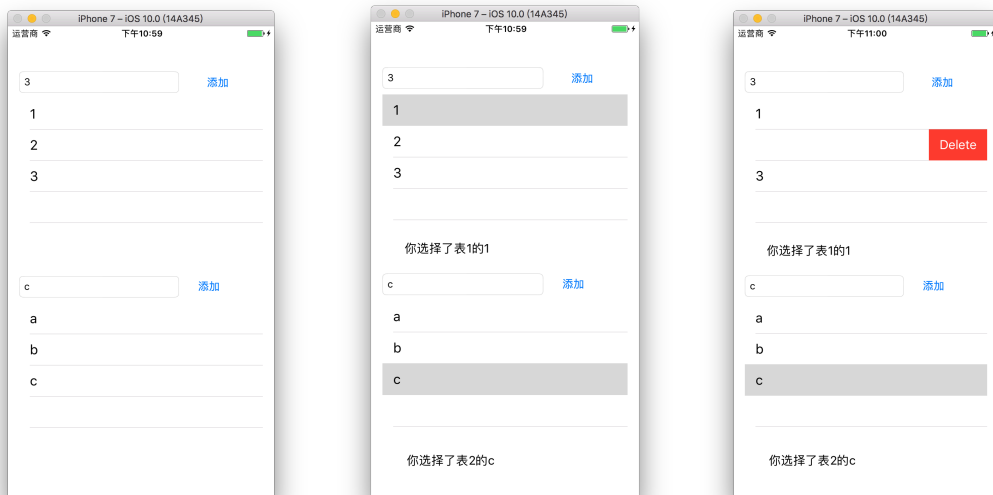 iPhone 7 – iOS 10.0 (14A345)
运营商 下午10:59
3 添加
1
2
3
c 添加
a
b
c
iPhone 7 – iOS 10.0 (14A345)
运营商 下午10:59
3 添加
1
2
3
你选择了表1的1
c 添加
a
b
c
你选择了表2的c
iPhone 7 – iOS 10.0 (14A345)
运营商 下午11:00
3 添加
1
Delete
3
你选择了表1的1
c 添加
a
b
c
你选择了表2的c